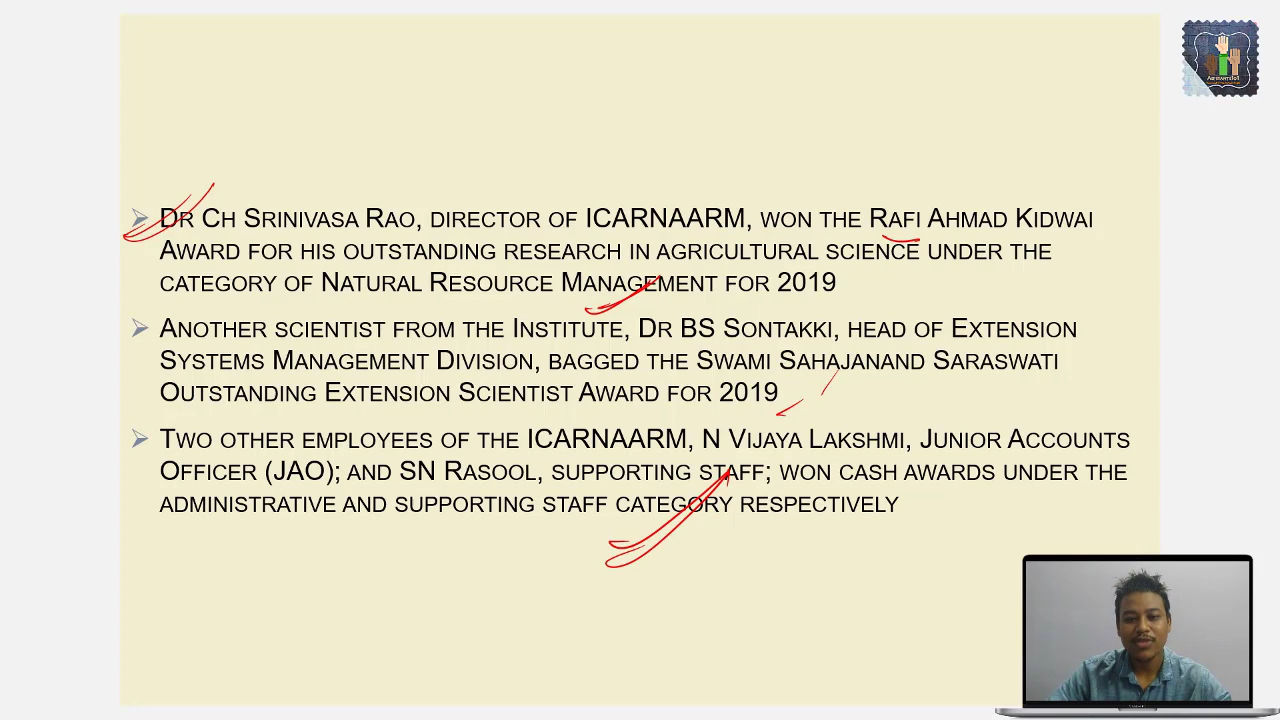 DR CH SRINIVASA RAO, DIRECTOR OF ICARNAARM, WON THE RAFI AHMAD KIDWAI
AWARD FOR HIS OUTSTANDING RESEARCH IN AGRICULTURAL SCIENCE UNDER THE
CATEGORY OF NATURAL RESOURCE MANAGEMENT FOR 2019
ANOTHER SCIENTIST FROM THE INSTITUTE, DR BS SONTAKKI, HEAD OF EXTENSION
SYSTEMS MANAGEMENT DIVISION, BAGGED THE SWAMI SAHAJANAND SARASWATI
OUTSTANDING EXTENSION SCIENTIST AWARD FOR 2019
TWO OTHER EMPLOYEES OF THE ICARNAARM, N VIJAYA LAKSHMI, JUNIOR ACCOUNTS
OFFICER (JAO); AND SN RASOOL, SUPPORTING STAFF; WON CASH AWARDS UNDER THE
ADMINISTRATIVE AND SUPPORTING STAFF CATEGORY RESPECTIVELY